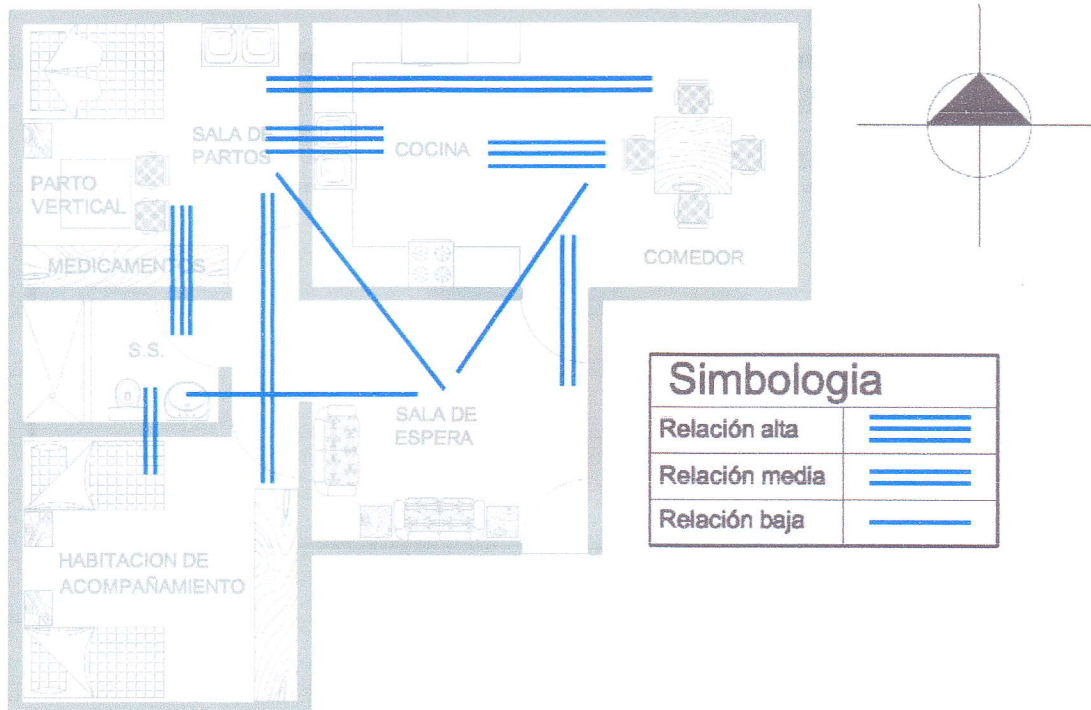 SALA DE
PARTOS
COCINA
PARTO
VERTICAL
MEDICAMENTOS
COMEDOR
S.S.
SALA DE
ESPERA
HABITACION DE
ACOMPAÑAMIENTO
Simbologia
Relación alta
Relación media
Relación baja